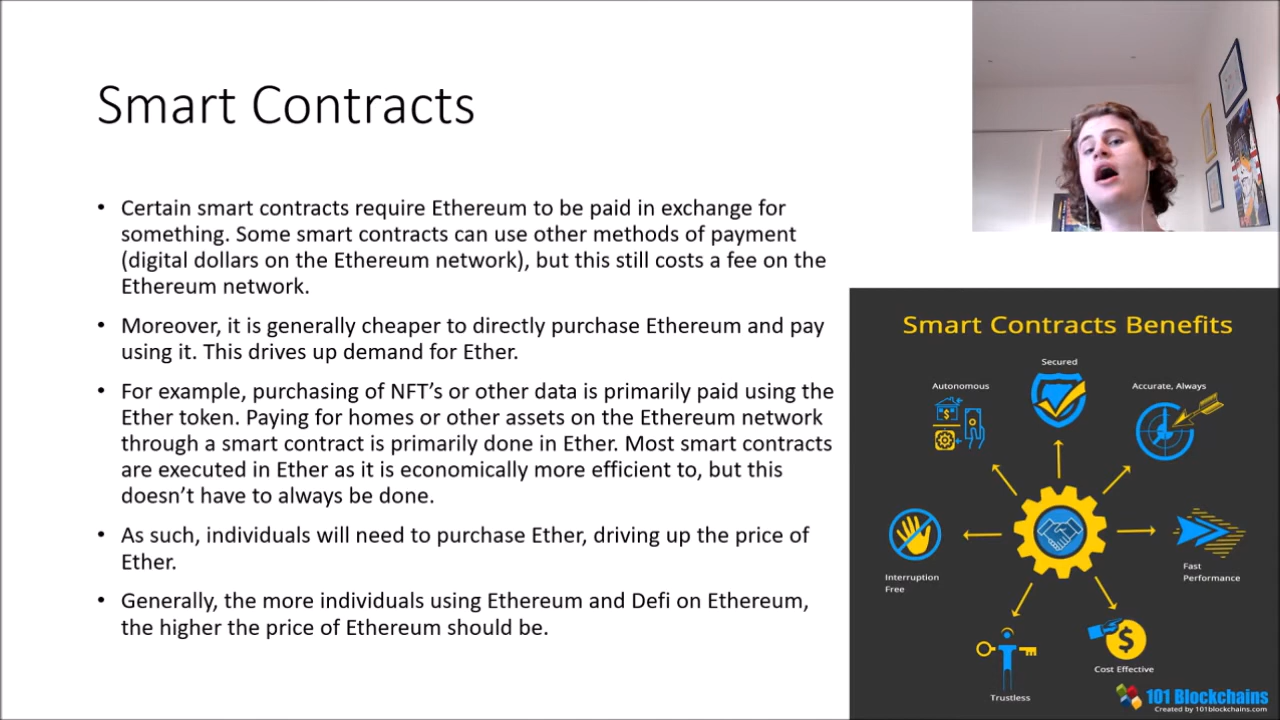 Smart Contracts
• Certain smart contracts require Ethereum to be paid in exchange for
something. Some smart contracts can use other methods of payment
(digital dollars on the Ethereum network), but this still costs a fee on the
Ethereum network.
• Moreover, it is generally cheaper to directly purchase Ethereum and pay
using it. This drives up demand for Ether.
• For example, purchasing of NFT’s or other data is primarily paid using the
Ether token. Paying for homes or other assets on the Ethereum network
through a smart contract is primarily done in Ether. Most smart contracts
are executed in Ether as it is economically more efficient to, but this
doesn’t have to always be done.
• As such, individuals will need to purchase Ether, driving up the price of
Ether.
• Generally, the more individuals using Ethereum and Defi on Ethereum,
the higher the price of Ethereum should be.
Smart Contracts Benefits
Secured
Autonomous
Accurate, Always
Interruption
Free
Fast
Performance
Trustless
Cost Effective
101 Blockchains
Created by 101blockchains.com